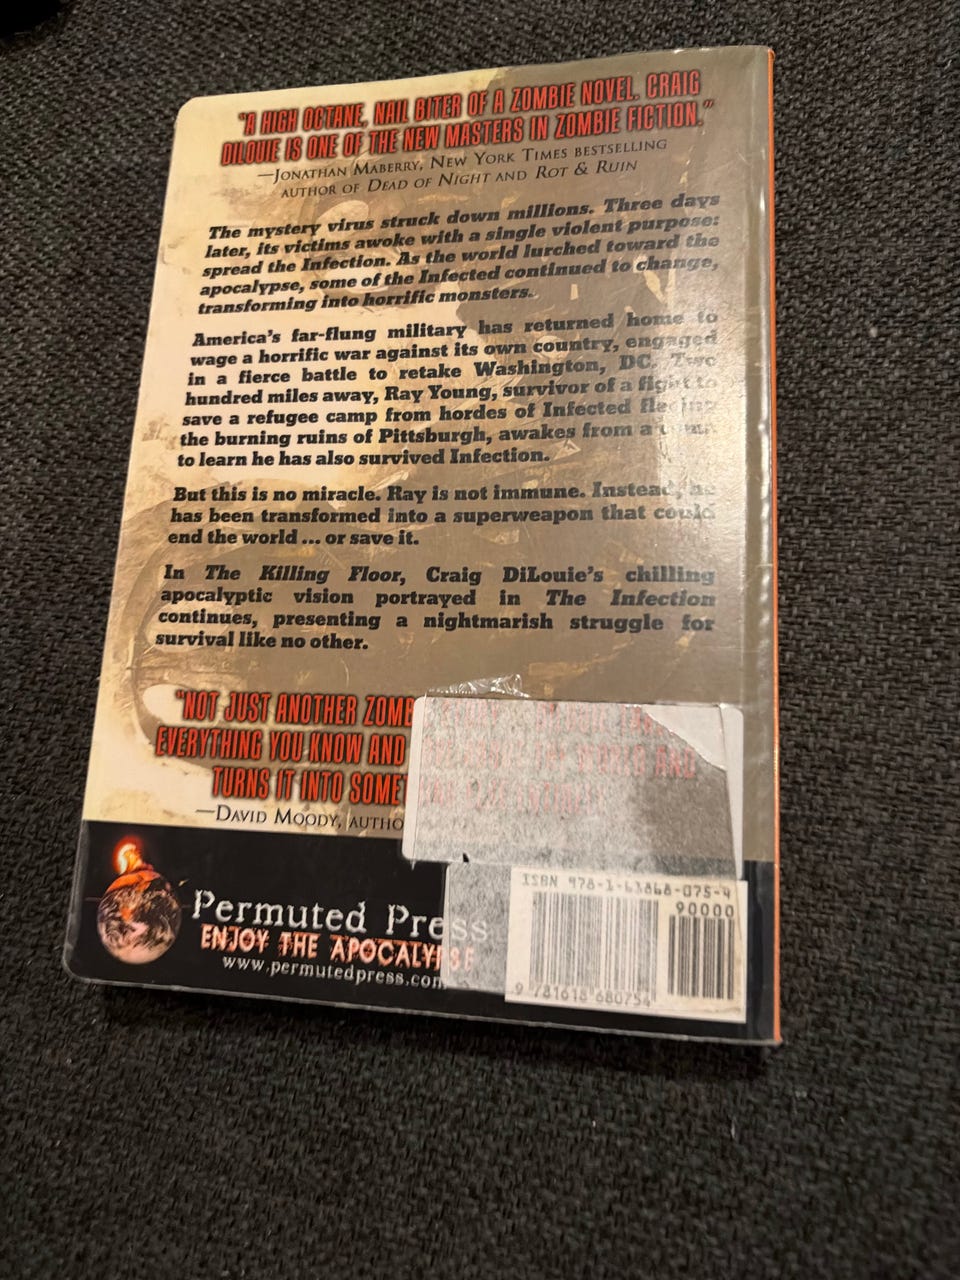 "A HIGH OCTANE, NAIL BITER OF A ZOMBIE NOVEL. CRAIG
DILOUIE IS ONE OF THE NEW MASTERS IN ZOMBIE FICTION."
—JONATHAN MABERRY, NEW YORK TIMES BESTSELLING
AUTHOR OF DEAD OF NIGHT AND ROT & RUIN
The mystery virus struck down millions. Three days
later, its victims awoke with a single violent purpose:
spread the Infection. As the world lurched toward the
apocalypse, some of the Infected continued to change,
transforming into horrific monsters.
America's far-flung military has returned home to
wage a horrific war against its own country, engaged
in a fierce battle to retake Washington, DC. Two
hundred miles away, Ray Young, survivor of a fight to
save a refugee camp from hordes of Infected fleeing
the burning ruins of Pittsburgh, awakes from a
to learn he has also survived Infection.
But this is no miracle. Ray is not immune. Instead, he
has been transformed into a superweapon that could
end the world ... or save it.
In The Killing Floor, Craig DiLouie's chilling
apocalyptic vision portrayed in The Infection
continues, presenting a nightmarish struggle for
survival like no other.
"NOT JUST ANOTHER ZOMB
EVERYTHING YOU KNOW AND
TURNS IT INTO SOME
—DAVID MOODY, AUTHO
Permuted Press
ENJOY THE APOCALYPSE
www.permutedpress.com
ISBN 978-1-61868-075-4
90000
9 781618 680754